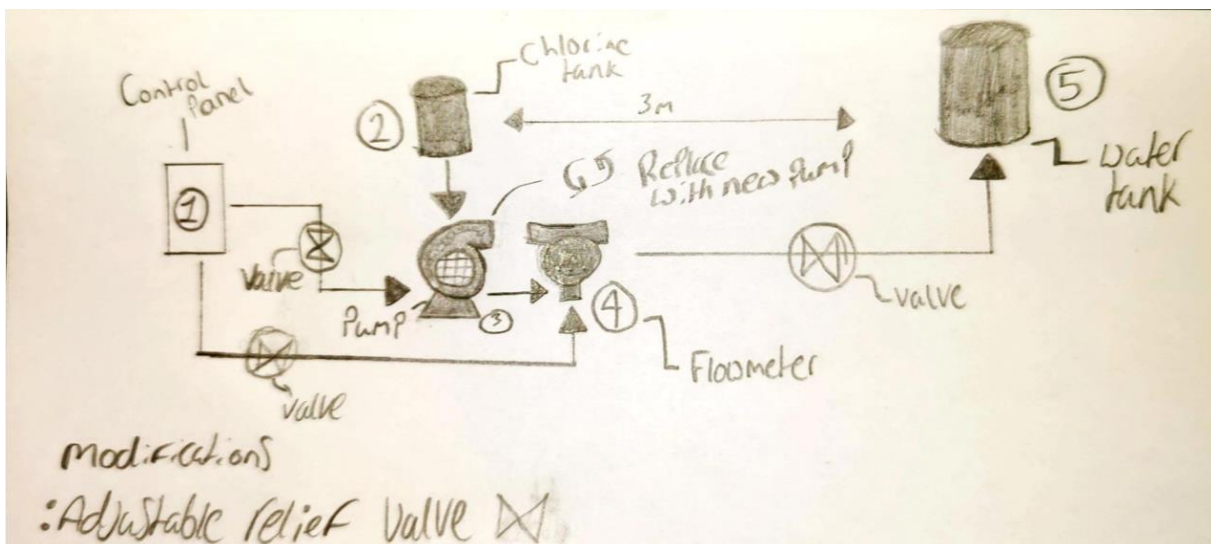 Control
Panel
1
Valve
valve
2
Chlorine
tank
3m
Replace
with new Pump
Pump
3
4
Flowmeter
valve
5
water
tank
modifications
:Adjustable relief valve